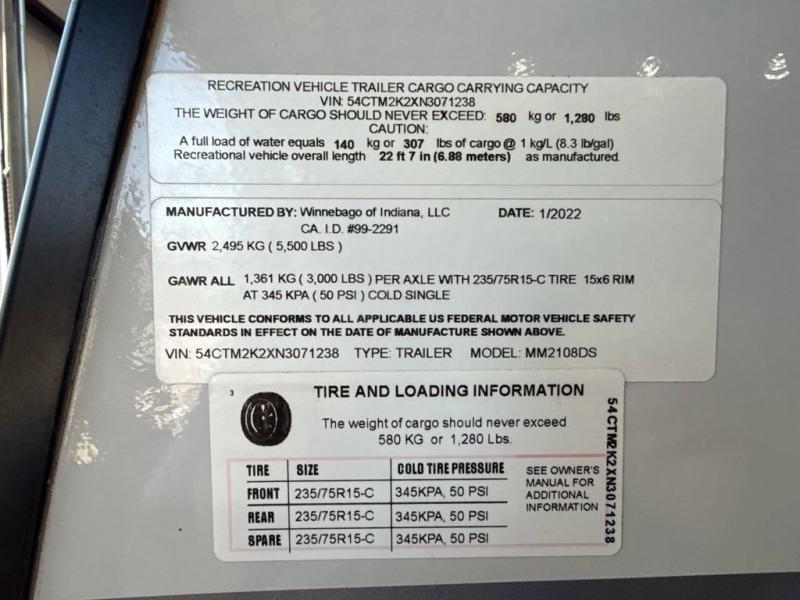 RECREATION VEHICLE TRAILER CARGO CARRYING CAPACITY
VIN: 54CTM2K2XN3071238
THE WEIGHT OF CARGO SHOULD NEVER EXCEED: 580 kg or 1,280 lbs
CAUTION:
A full load of water equals 140 kg or 307 lbs of cargo @ 1 kg/L (8.3 lb/gal)
Recreational vehicle overall length 22 ft 7 in (6.88 meters) as manufactured.
MANUFACTURED BY: Winnebago of Indiana, LLC DATE: 1/2022
CA. I.D. #99-2291
GVWR 2,495 KG ( 5,500 LBS )
GAWR ALL 1,361 KG ( 3,000 LBS ) PER AXLE WITH 235/75R15-C TIRE 15x6 RIM
AT 345 KPA ( 50 PSI ) COLD SINGLE
THIS VEHICLE CONFORMS TO ALL APPLICABLE US FEDERAL MOTOR VEHICLE SAFETY
STANDARDS IN EFFECT ON THE DATE OF MANUFACTURE SHOWN ABOVE.
VIN: 54CTM2K2XN3071238 TYPE: TRAILER MODEL: MM2108DS
3
TIRE AND LOADING INFORMATION
The weight of cargo should never exceed
580 KG or 1,280 Lbs.
TIRE SIZE COLD TIRE PRESSURE
FRONT 235/75R15-C 345KPA, 50 PSI
REAR 235/75R15-C 345KPA, 50 PSI
SPARE 235/75R15-C 345KPA, 50 PSI
SEE OWNER'S
MANUAL FOR
ADDITIONAL
INFORMATION
54CTM2K2XN3071238